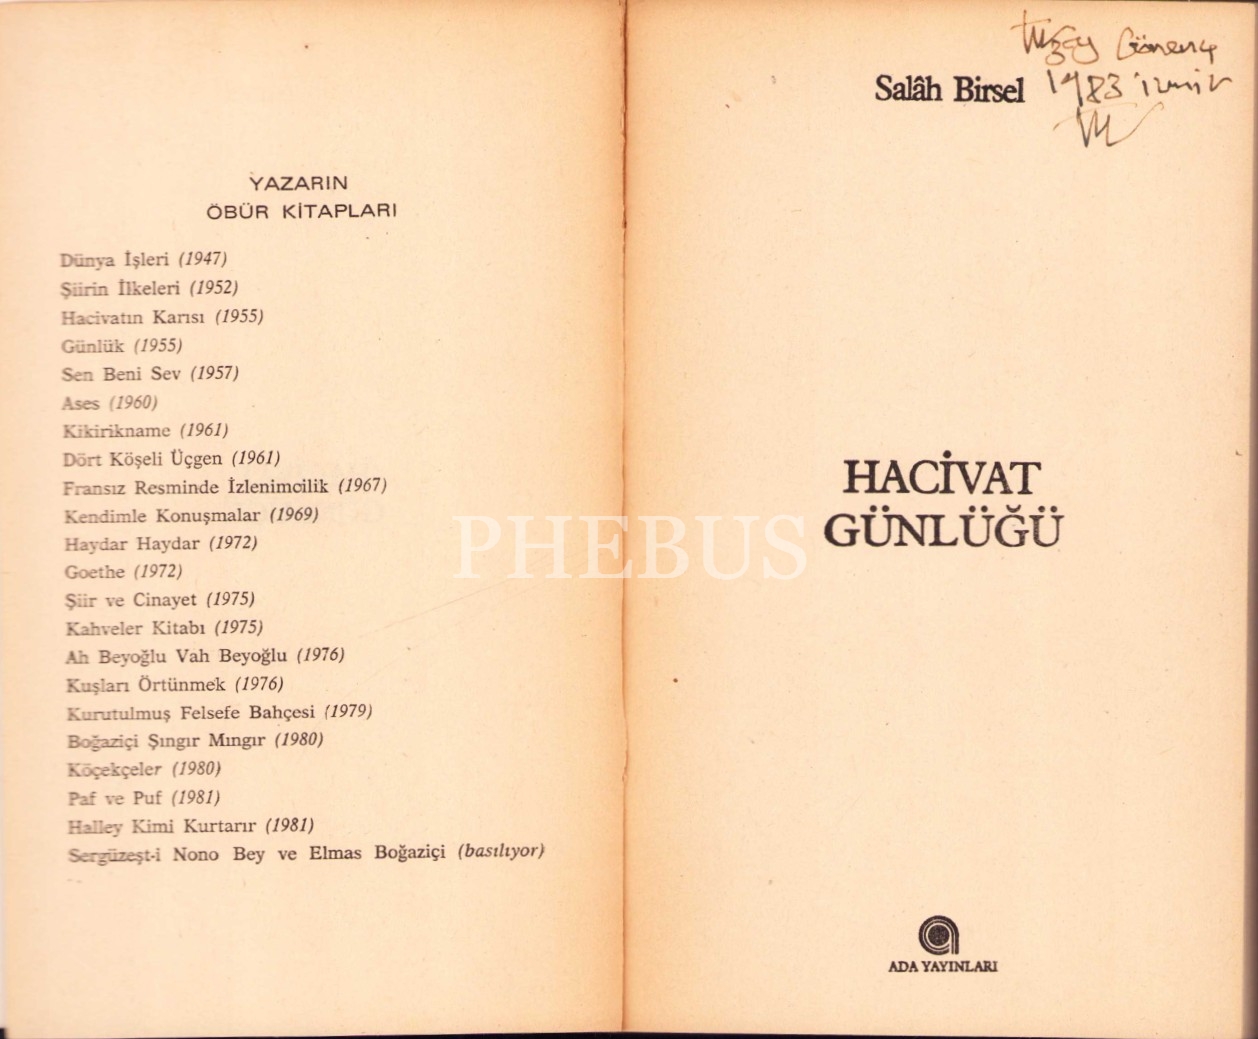 YAZARIN
ÖBÜR KİTAPLARI
Dünya İşleri (1947)
Şiirin İlkeleri (1952)
Hacivatın Karısı (1955)
Günlük (1955)
Sen Beni Sev (1957)
Ases (1960)
Kikirikname (1961)
Dört Köşeli Üçgen (1961)
Fransız Resminde İzlenimcilik (1967)
Kendimle Konuşmalar (1969)
Haydar Haydar (1972)
Goethe (1972)
Şiir ve Cinayet (1975)
Kahveler Kitabı (1975)
Ah Beyoğlu Vah Beyoğlu (1976)
Kuşları Örtünmek (1976)
Kurutulmuş Felsefe Bahçesi (1979)
Boğaziçi Şıngır Mıngır (1980)
Köçekçeler (1980)
Paf ve Puf (1981)
Halley Kimi Kurtarır (1981)
Sergüzeşt-i Nono Bey ve Elmas Boğaziçi (basılıyor)
PHEBUS
1983 izmir
Salâh Birsel
HACİVAT
GÜNLÜĞÜ
ADA YAYINLARI